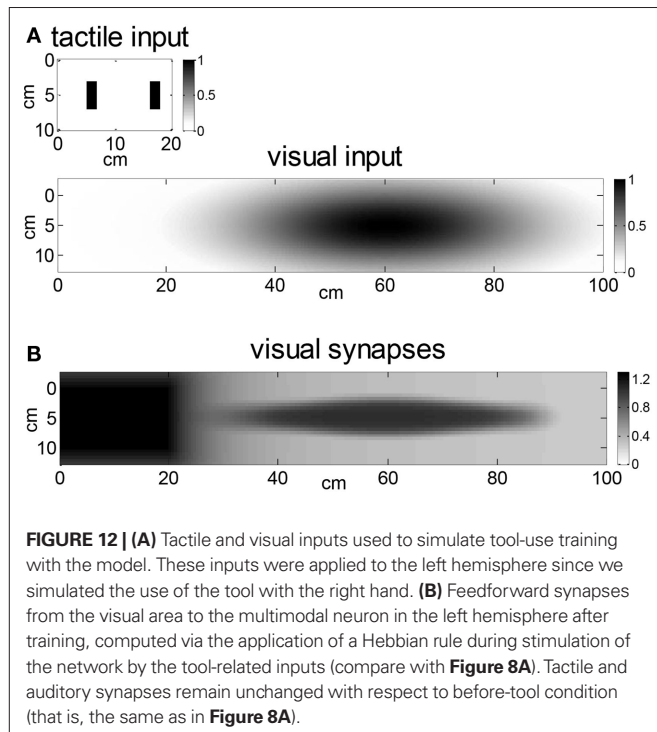 A tactile input
0
5
10
cm
0 10 20
cm
1
0.5
0
visual input
0
5
10
cm
0 20 40 60 80 100
cm
1
0.5
0
B visual synapses
0
5
10
cm
0 20 40 60 80 100
cm
1.2
0.8
0.4
0
FIGURE 12 | (A) Tactile and visual inputs used to simulate tool-use training
with the model. These inputs were applied to the left hemisphere since we
simulated the use of the tool with the right hand. (B) Feedforward synapses
from the visual area to the multimodal neuron in the left hemisphere after
training, computed via the application of a Hebbian rule during stimulation of
the network by the tool-related inputs (compare with Figure 8A). Tactile and
auditory synapses remain unchanged with respect to before-tool condition
(that is, the same as in Figure 8A).